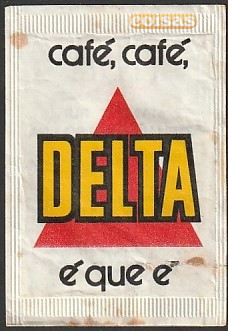 coisas
café, café,
DELTA
é que é